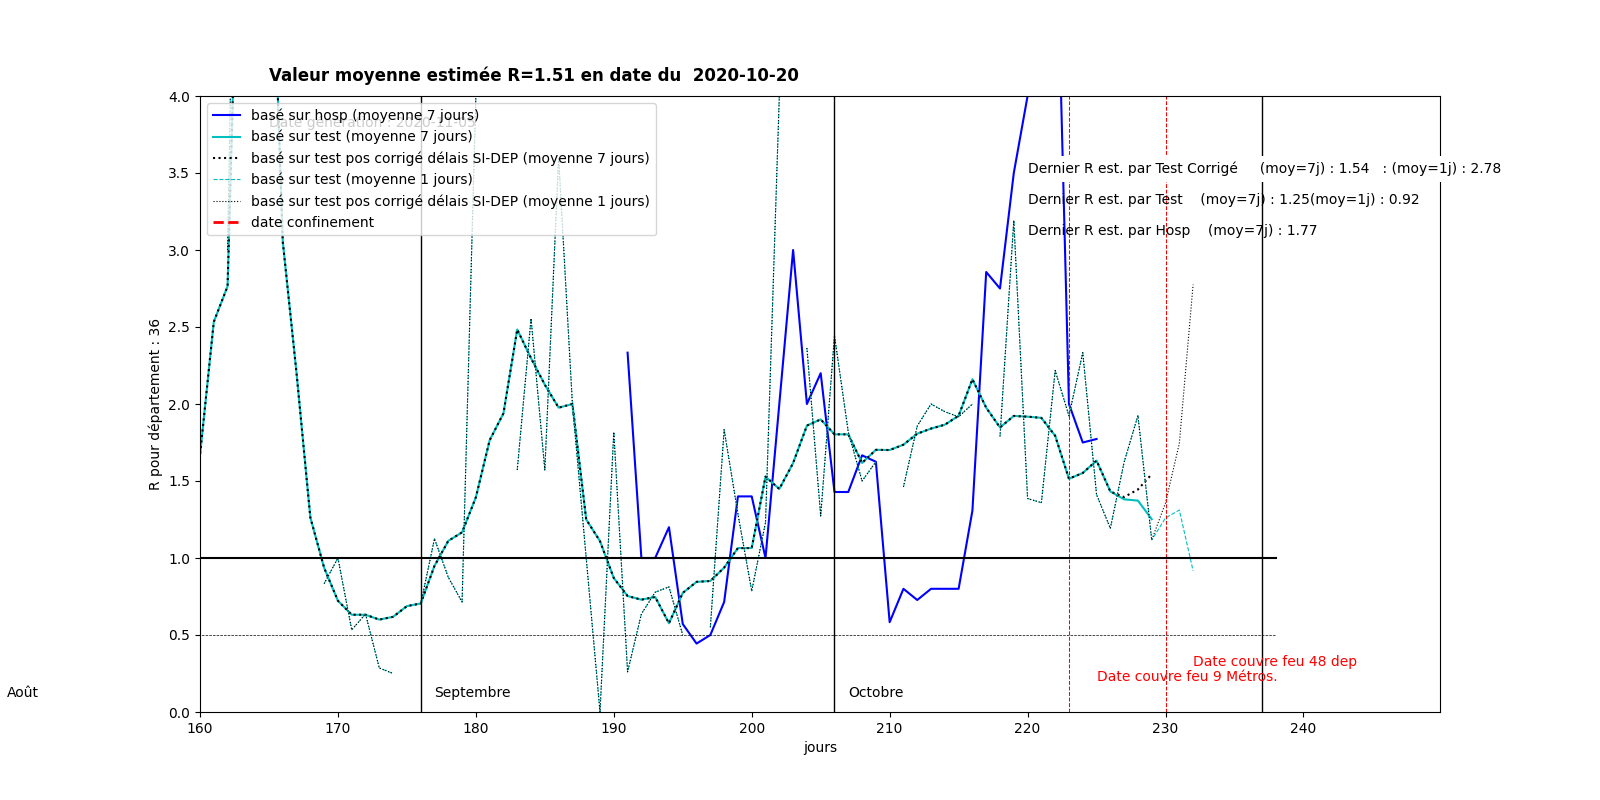 Valeur moyenne estimée R=1.51 en date du  2020-10-20
Date génération : 2020-11-05
basé sur hosp (moyenne 7 jours)
basé sur test (moyenne 7 jours)
basé sur test pos corrigé délais SI-DEP (moyenne 7 jours)
basé sur test (moyenne 1 jours)
basé sur test pos corrigé délais SI-DEP (moyenne 1 jours)
date confinement
Dernier R est. par Test Corrigé     (moy=7j) : 1.54   : (moy=1j) : 2.78
Dernier R est. par Test    (moy=7j) : 1.25(moy=1j) : 0.92
Dernier R est. par Hosp    (moy=7j) : 1.77
R pour département : 36
4.0
3.5
3.0
2.5
2.0
1.5
1.0
0.5
0.0
Date couvre feu 48 dep
Date couvre feu 9 Métros.
Août
Septembre
Octobre
160
170
180
190
200
210
220
230
240
jours